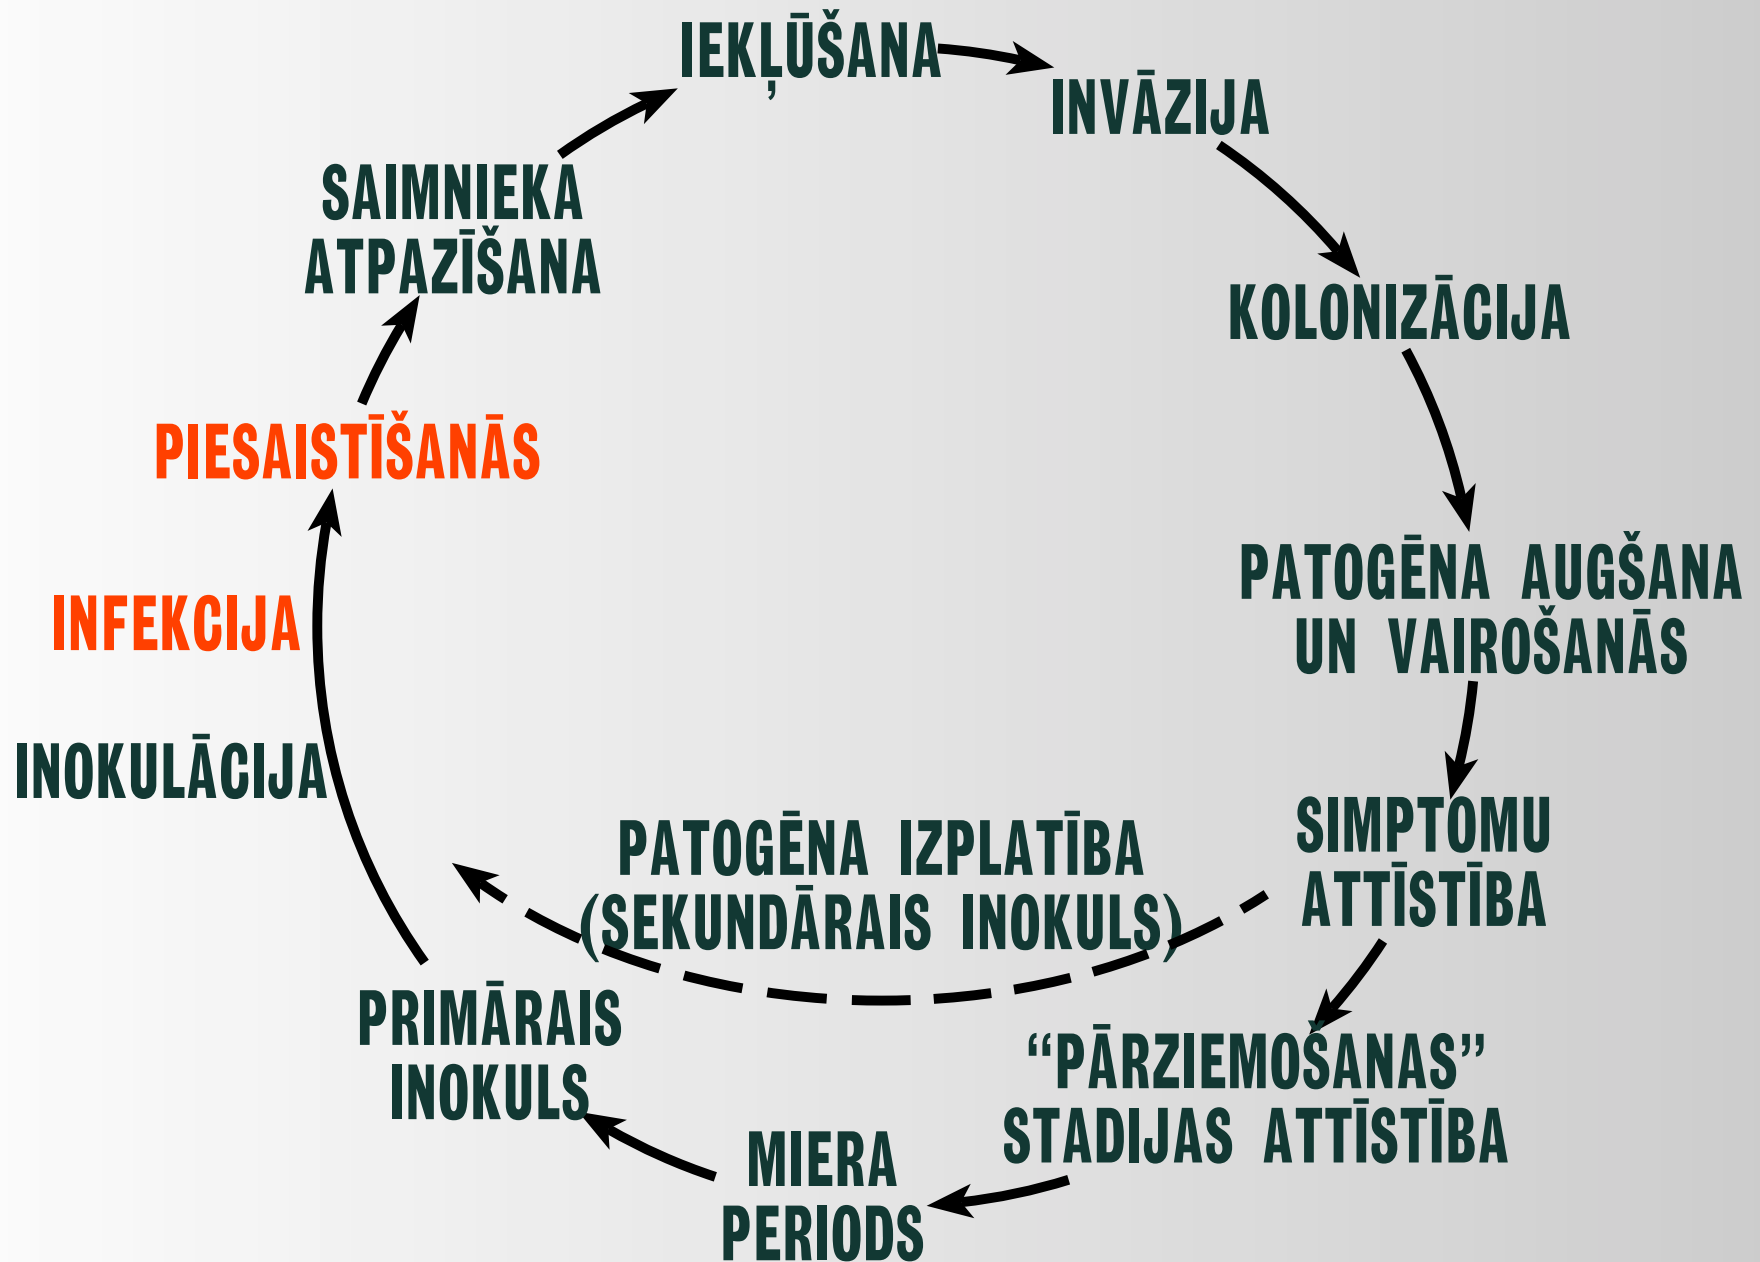 IEKĻŪŠANA
INVĀZIJA
SAIMNIEKA
ATPAZĪŠANA
KOLONIZĀCIJA
PIESAISTĪŠANĀS
PATOGĒNA AUGŠANA
UN VAIROŠANĀS
INFEKCIJA
INOKULĀCIJA
SIMPTOMU
ATTĪSTĪBA
PATOGĒNA IZPLATĪBA
(SEKUNDĀRAIS INOKULS)
PRIMĀRAIS
INOKULS
“PĀRZIEMOŠANAS”
STADIJAS ATTĪSTĪBA
MIERA
PERIODS